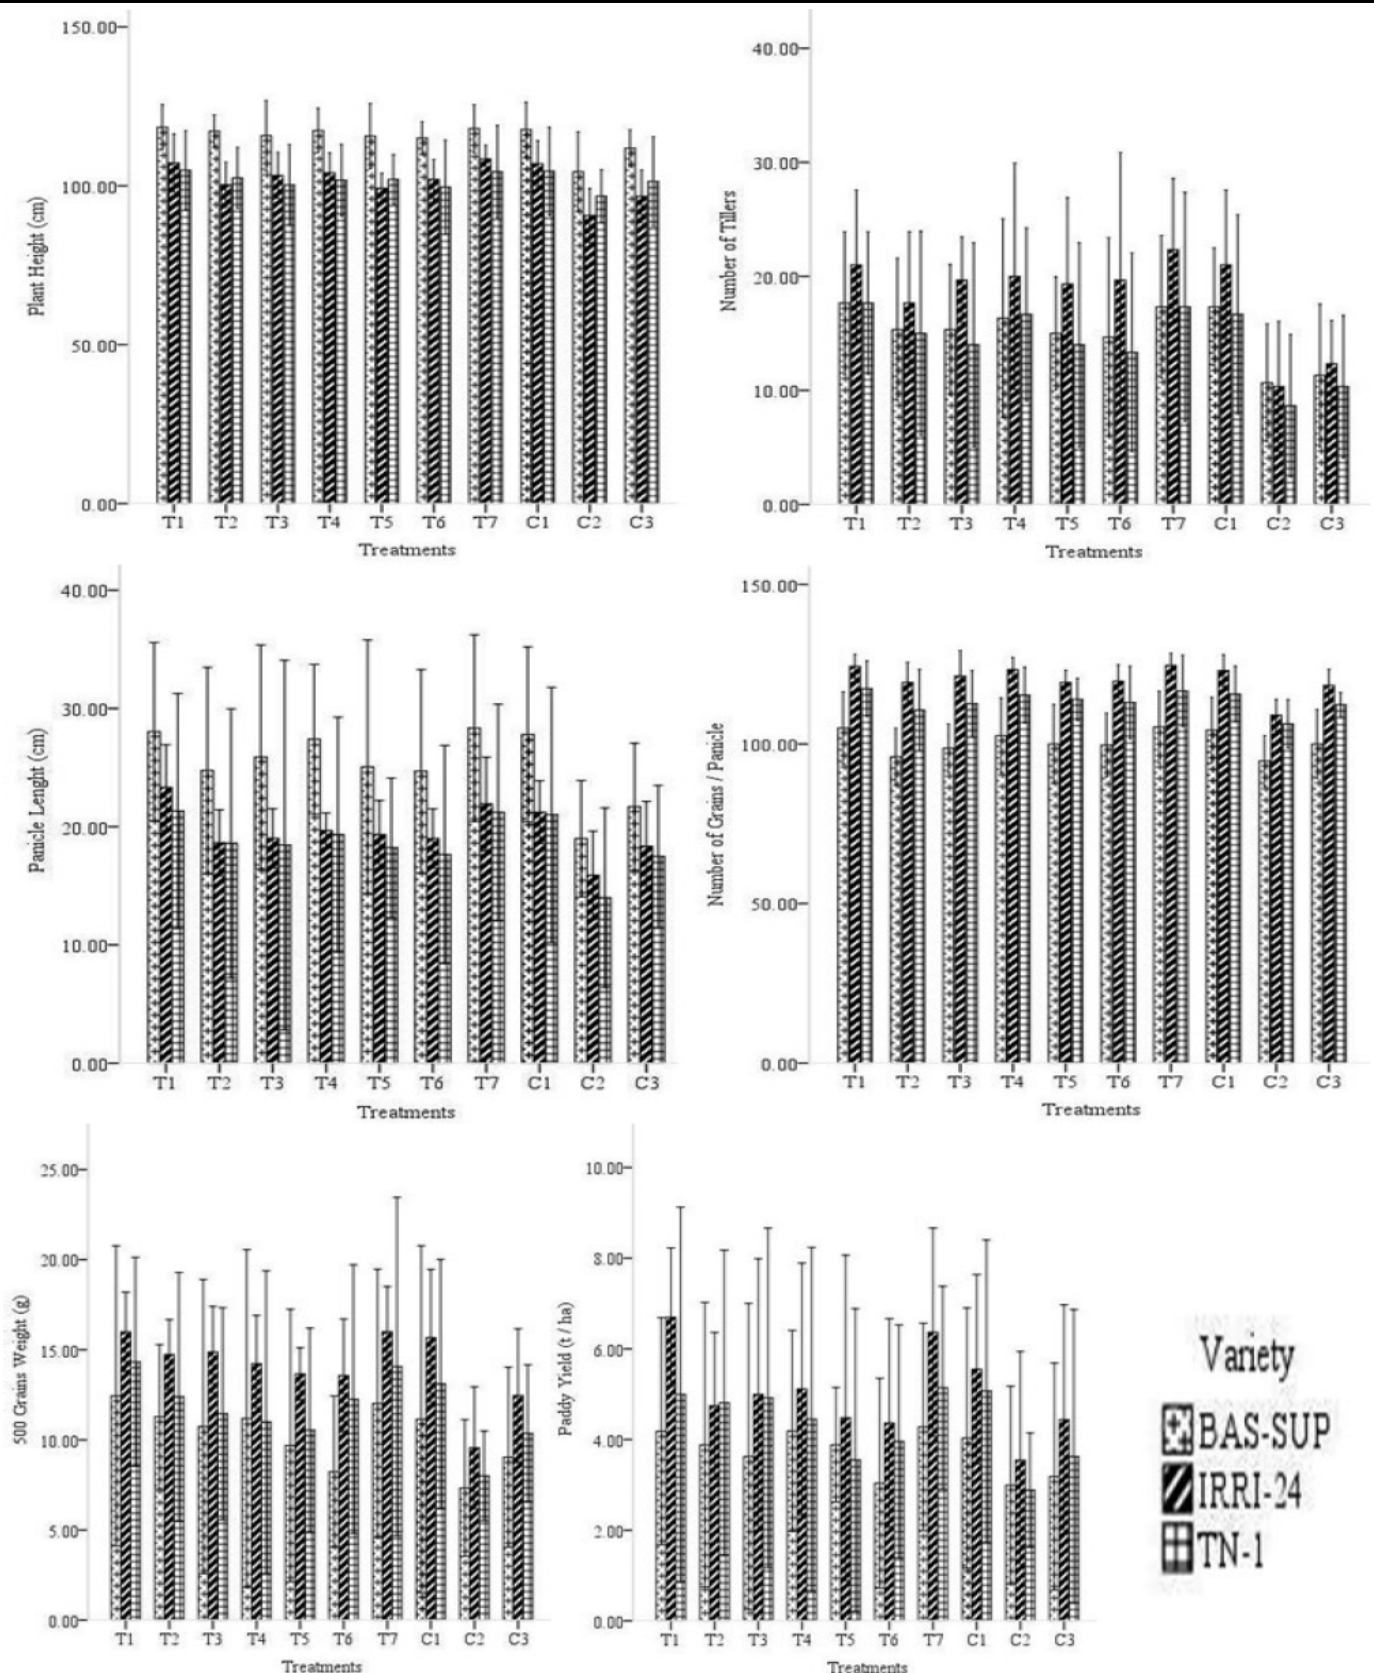 150.00
100.00
50.00
0.00
Plant Height (cm)
T1 T2 T3 T4 T5 T6 T7 C1 C2 C3
Treatments
40.00
30.00
20.00
10.00
0.00
Number of Tillers
T1 T2 T3 T4 T5 T6 T7 C1 C2 C3
Treatments
40.00
30.00
20.00
10.00
0.00
Panicle Lenght (cm)
T1 T2 T3 T4 T5 T6 T7 C1 C2 C3
Treatments
150.00
100.00
50.00
0.00
Number of Grains / Panicle
T1 T2 T3 T4 T5 T6 T7 C1 C2 C3
Treatments
25.00
20.00
15.00
10.00
5.00
0.00
500 Grains Weight (g)
T1 T2 T3 T4 T5 T6 T7 C1 C2 C3
Treatments
10.00
8.00
6.00
4.00
2.00
0.00
Paddy Yield (t / ha)
T1 T2 T3 T4 T5 T6 T7 C1 C2 C3
Treatments
Variety
BAS-SUP
IRRI-24
TN-1